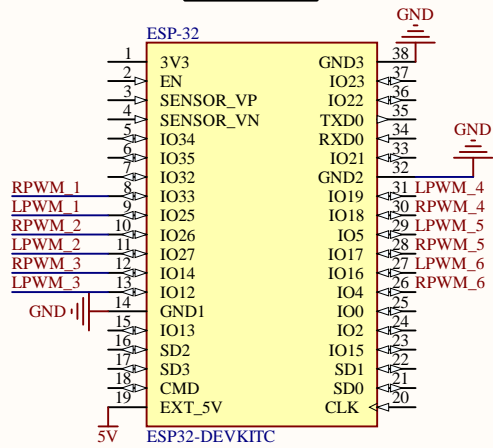 GND
ESP-32
1 3V3 GND3 38
2 EN IO23 37
3 SENSOR_VP IO22 36
4 SENSOR_VN TXD0 35
5 IO34 RXD0 34
6 IO35 IO21 33
GND
7 IO32 GND2 32
RPWM_1 8 IO33 IO19 31 LPWM_4
LPWM_1 9 IO25 IO18 30 RPWM_4
RPWM_2 10 IO26 IO5 29 LPWM_5
LPWM_2 11 IO27 IO17 28 RPWM_5
RPWM_3 12 IO14 IO16 27 LPWM_6
LPWM_3 13 IO12 IO4 26 RPWM_6
GND 14 GND1 IO0 25
15 IO13 IO2 24
16 SD2 IO15 23
17 SD3 SD1 22
18 CMD SD0 21
19 EXT_5V CLK 20
5V
ESP32-DEVKITC